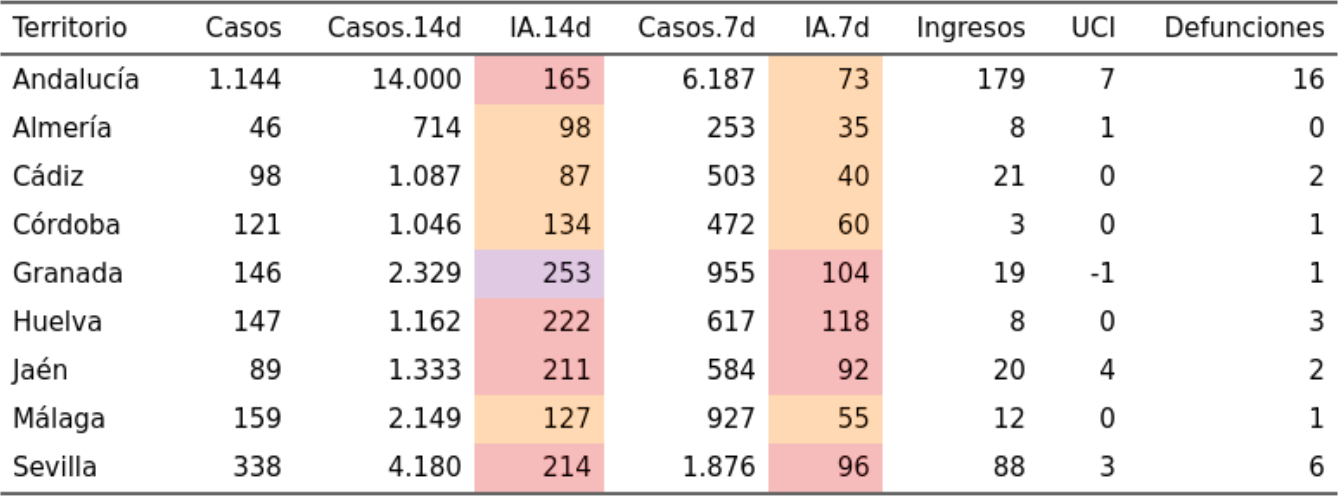 Territorio Casos Casos.14d IA.14d Casos.7d IA.7d Ingresos UCI Defunciones
Andalucía 1.144 14.000 165 6.187 73 179 7 16
Almería 46 714 98 253 35 8 1 0
Cádiz 98 1.087 87 503 40 21 0 2
Córdoba 121 1.046 134 472 60 3 0 1
Granada 146 2.329 253 955 104 19 -1 1
Huelva 147 1.162 222 617 118 8 0 3
Jaén 89 1.333 211 584 92 20 4 2
Málaga 159 2.149 127 927 55 12 0 1
Sevilla 338 4.180 214 1.876 96 88 3 6